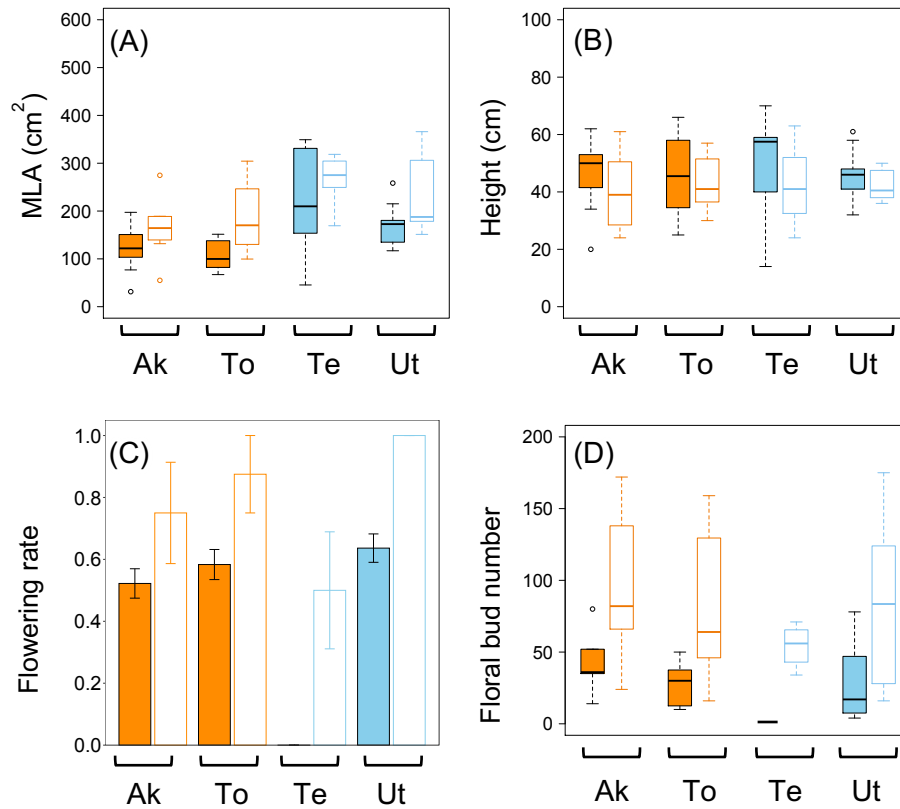 (A)
MLA (cm²)
600
500
400
300
200
100
0
Ak To Te Ut
(B)
Height (cm)
100
80
60
40
20
0
Ak To Te Ut
(C)
Flowering rate
1.0
0.8
0.6
0.4
0.2
0.0
Ak To Te Ut
(D)
Floral bud number
200
150
100
50
0
Ak To Te Ut